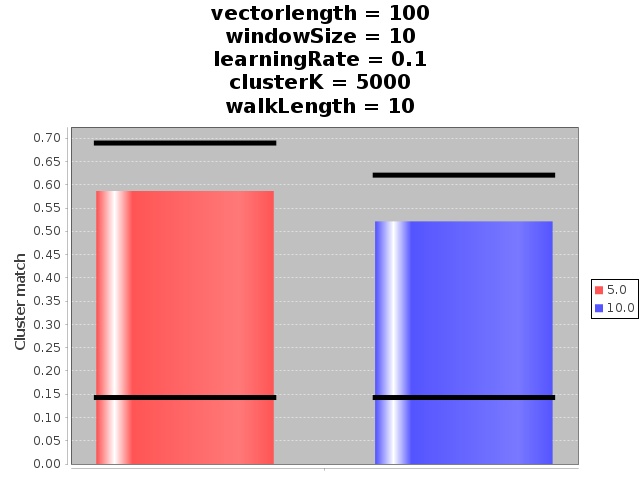 vectorlength = 100
windowSize = 10
learningRate = 0.1
clusterK = 5000
walkLength = 10
0.70
0.65
0.60
0.55
0.50
0.45
0.40
0.35
0.30
0.25
0.20
0.15
0.10
0.05
0.00
Cluster match
5.0
10.0